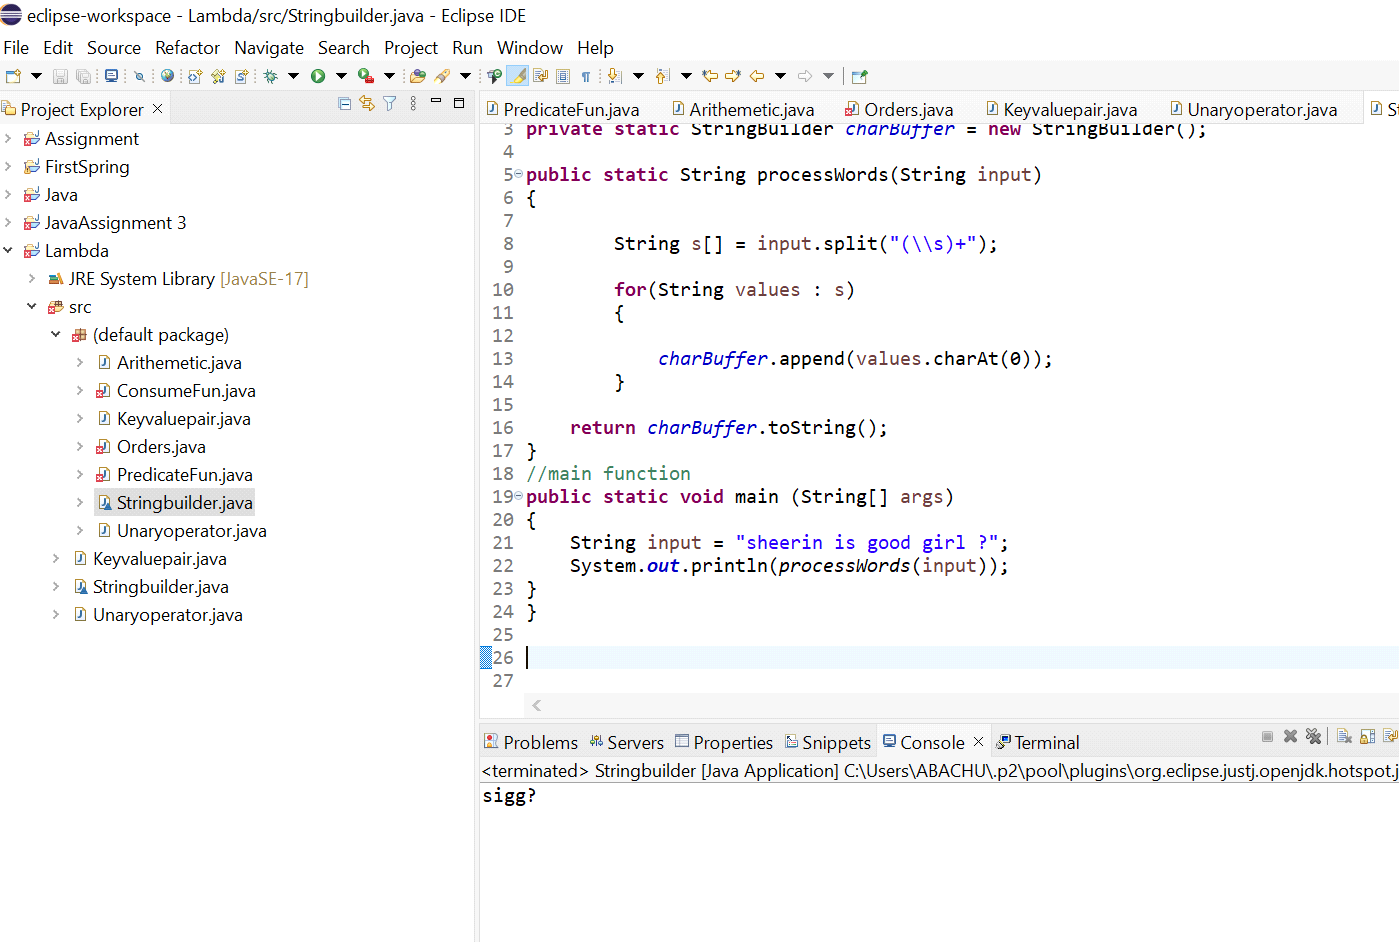 eclipse-workspace - Lambda/src/Stringbuilder.java - Eclipse IDE
File Edit Source Refactor Navigate Search Project Run Window Help
Project Explorer
Assignment
FirstSpring
Java
JavaAssignment 3
Lambda
JRE System Library [JavaSE-17]
src
(default package)
Arithemetic.java
ConsumeFun.java
Keyvaluepair.java
Orders.java
PredicateFun.java
Stringbuilder.java
Unaryoperator.java
Keyvaluepair.java
Stringbuilder.java
Unaryoperator.java
PredicateFun.java Arithemetic.java Orders.java Keyvaluepair.java Unaryoperator.java
3 private static StringBuilder charBuffer = new StringBuilder();
4
5 public static String processWords(String input)
6 {
7
8 String s[] = input.split("(\\s)+");
9
10 for(String values : s)
11 {
12
13 charBuffer.append(values.charAt(0));
14 }
15
16 return charBuffer.toString();
17 }
18 //main function
19 public static void main (String[] args)
20 {
21 String input = "sheerin is good girl ?";
22 System.out.println(processWords(input));
23 }
24 }
25
26
27
Problems Servers Properties Snippets Console Terminal
<terminated> Stringbuilder [Java Application] C:\Users\ABACHU\.p2\pool\plugins\org.eclipse.justj.openjdk.hotspot.j
sigg?